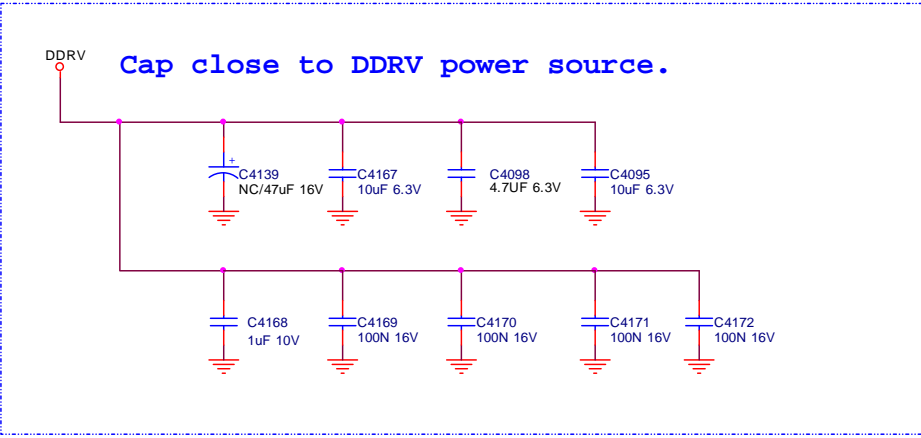 DDRV
Cap close to DDRV power source.
+
C4139
NC/47uF 16V
C4167
10uF 6.3V
C4098
4.7UF 6.3V
C4095
10uF 6.3V
C4168
1uF 10V
C4169
100N 16V
C4170
100N 16V
C4171
100N 16V
C4172
100N 16V